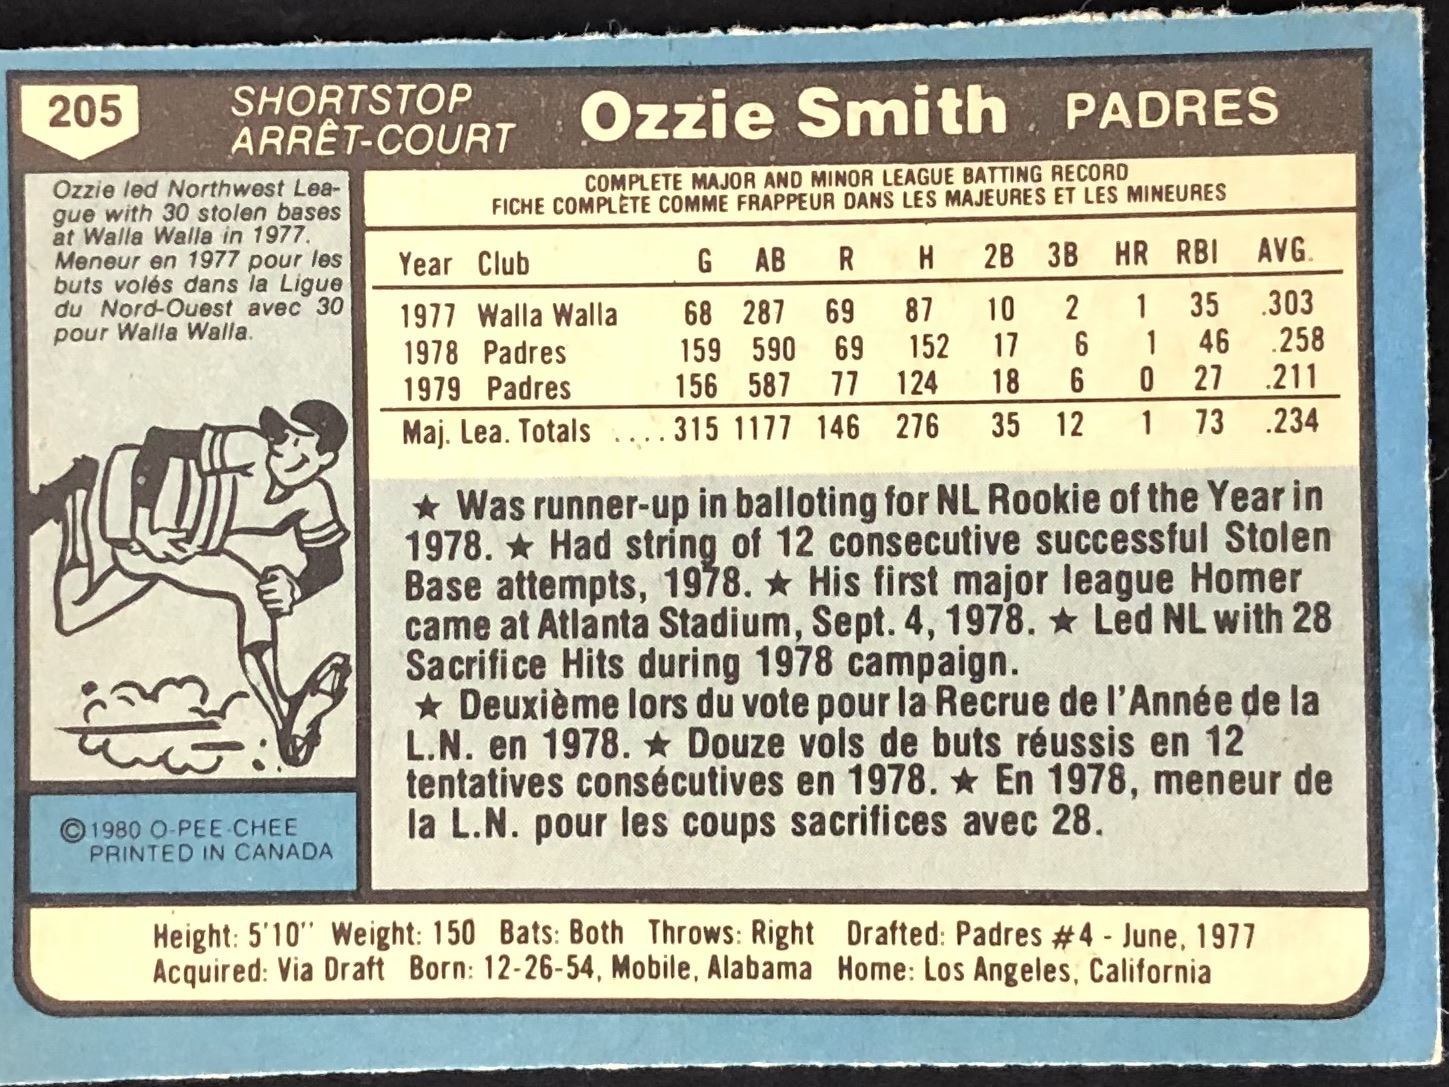 205
SHORTSTOP
ARRÊT-COURT
Ozzie Smith PADRES
Ozzie led Northwest Lea-
gue with 30 stolen bases
at Walla Walla in 1977.
Meneur en 1977 pour les
buts volés dans la Ligue
du Nord-Ouest avec 30
pour Walla Walla.
COMPLETE MAJOR AND MINOR LEAGUE BATTING RECORD
FICHE COMPLÈTE COMME FRAPPEUR DANS LES MAJEURES ET LES MINEURES
Year Club G AB R H 2B 3B HR RBI AVG.
1977 Walla Walla 68 287 69 87 10 2 1 35 .303
1978 Padres 159 590 69 152 17 6 1 46 .258
1979 Padres 156 587 77 124 18 6 0 27 .211
Maj. Lea. Totals .... 315 1177 146 276 35 12 1 73 .234
★ Was runner-up in balloting for NL Rookie of the Year in
1978. ★ Had string of 12 consecutive successful Stolen
Base attempts, 1978. ★ His first major league Homer
came at Atlanta Stadium, Sept. 4, 1978. ★ Led NL with 28
Sacrifice Hits during 1978 campaign.
★ Deuxième lors du vote pour la Recrue de l'Année de la
L.N. en 1978. ★ Douze vols de buts réussis en 12
tentatives consécutives en 1978. ★ En 1978, meneur de
la L.N. pour les coups sacrifices avec 28.
©1980 O-PEE-CHEE
PRINTED IN CANADA
Height: 5'10" Weight: 150 Bats: Both Throws: Right Drafted: Padres #4 - June, 1977
Acquired: Via Draft Born: 12-26-54, Mobile, Alabama Home: Los Angeles, California